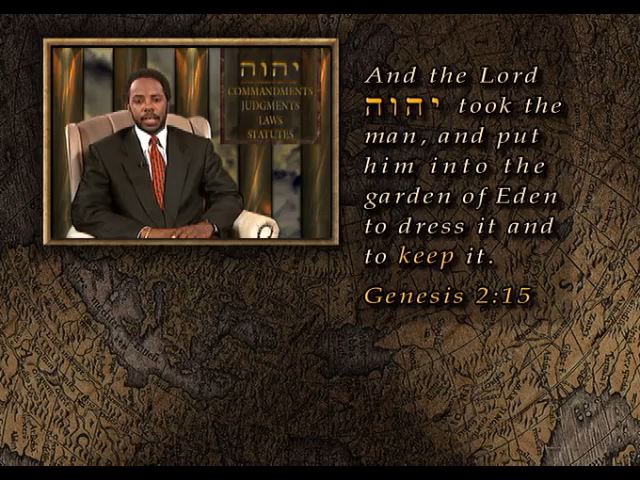 יהוה
COMMANDMENTS
JUDGMENTS
LAWS
STATUTES
And the Lord
יהוה took the
man, and put
him into the
garden of Eden
to dress it and
to keep it.
Genesis 2:15